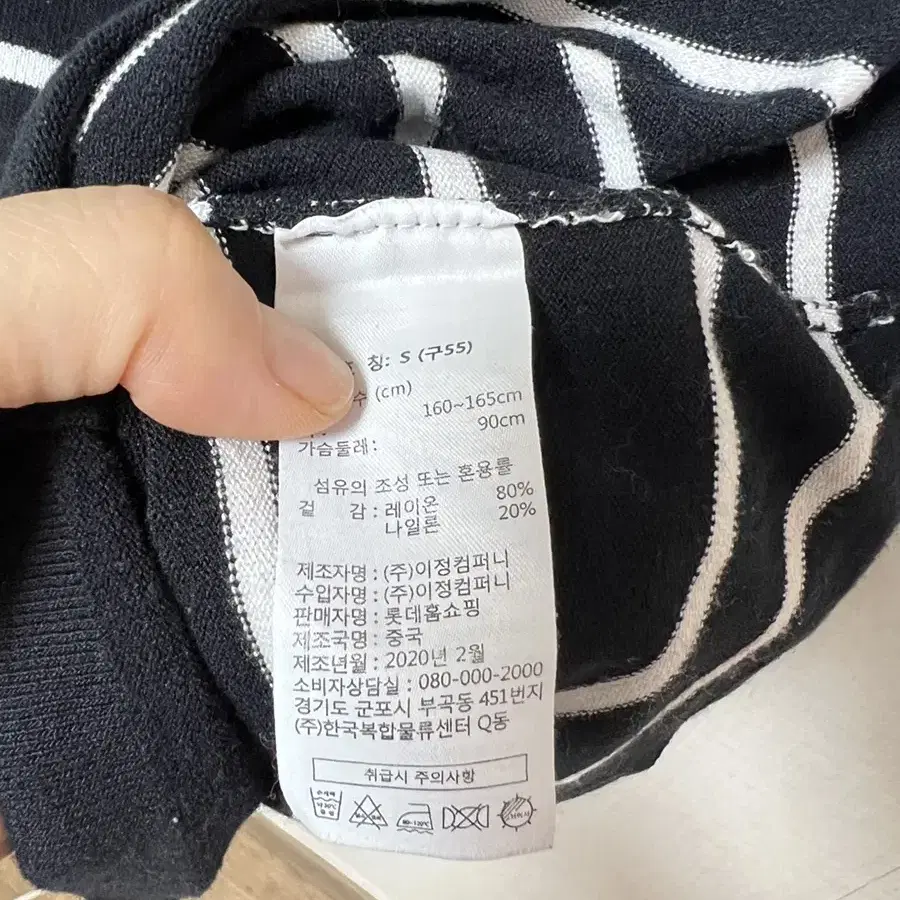 칭: S (구55)
수 (cm)
160~165cm
가슴둘레: 90cm
섬유의 조성 또는 혼용률
겉 감 : 레이온 80%
나일론 20%
제조자명 : (주)이정컴퍼니
수입자명 : (주)이정컴퍼니
판매자명 : 롯데홈쇼핑
제조국명 : 중국
제조년월 : 2020년 2월
소비자상담실 : 080-000-2000
경기도 군포시 부곡동 451번지
(주)한국복합물류센터 Q동
취급시 주의사항
80~120℃